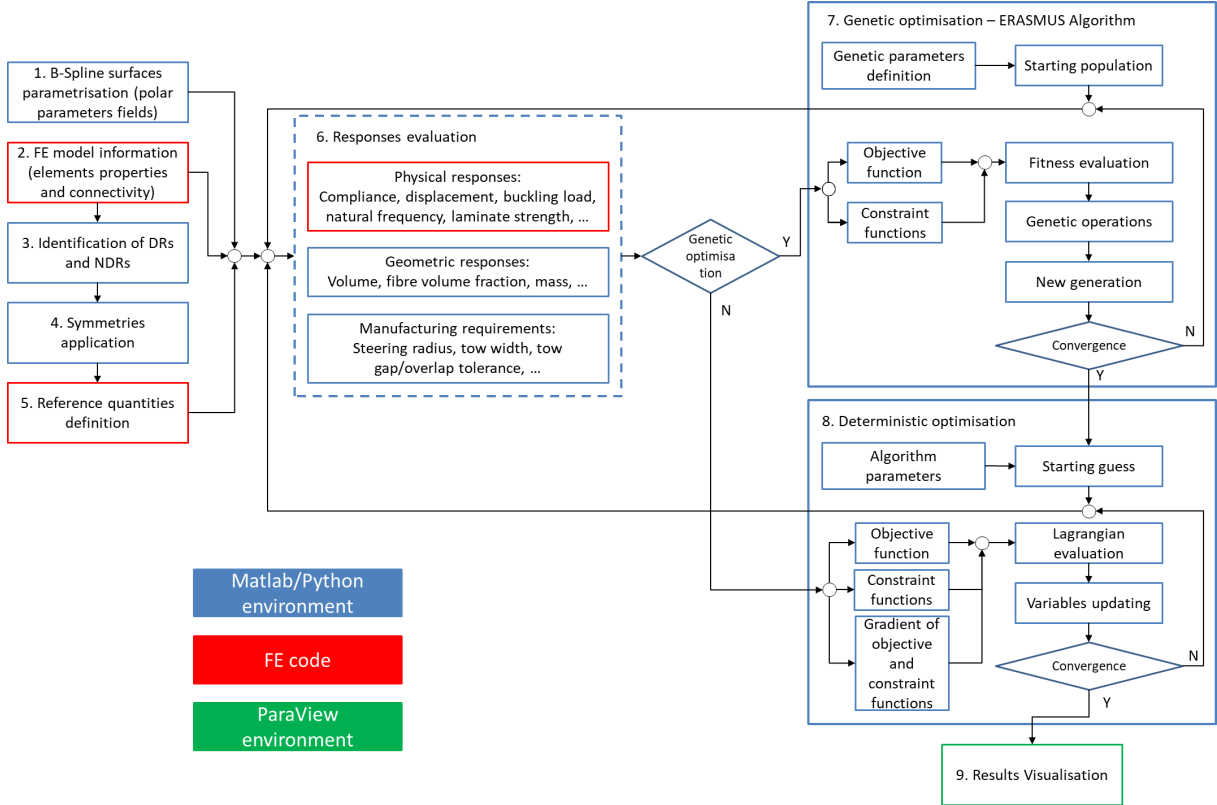 1. B-Spline surfaces
parametrisation (polar
parameters fields)
2. FE model information
(elements properties
and connectivity)
3. Identification of DRs
and NDRs
4. Symmetries
application
5. Reference quantities
definition
6. Responses evaluation
Physical responses:
Compliance, displacement, buckling load,
natural frequency, laminate strength, ...
Geometric responses:
Volume, fibre volume fraction, mass, ...
Manufacturing requirements:
Steering radius, tow width, tow
gap/overlap tolerance, ...
Genetic
optimisa
tion
Y
N
7. Genetic optimisation – ERASMUS Algorithm
Genetic parameters
definition
Starting population
Objective
function
Constraint
functions
Fitness evaluation
Genetic operations
New generation
Convergence
N
Y
8. Deterministic optimisation
Algorithm
parameters
Starting guess
Objective
function
Constraint
functions
Gradient of
objective
and
constraint
functions
Lagrangian
evaluation
Variables updating
Convergence
N
Y
9. Results Visualisation
Matlab/Python
environment
FE code
ParaView
environment